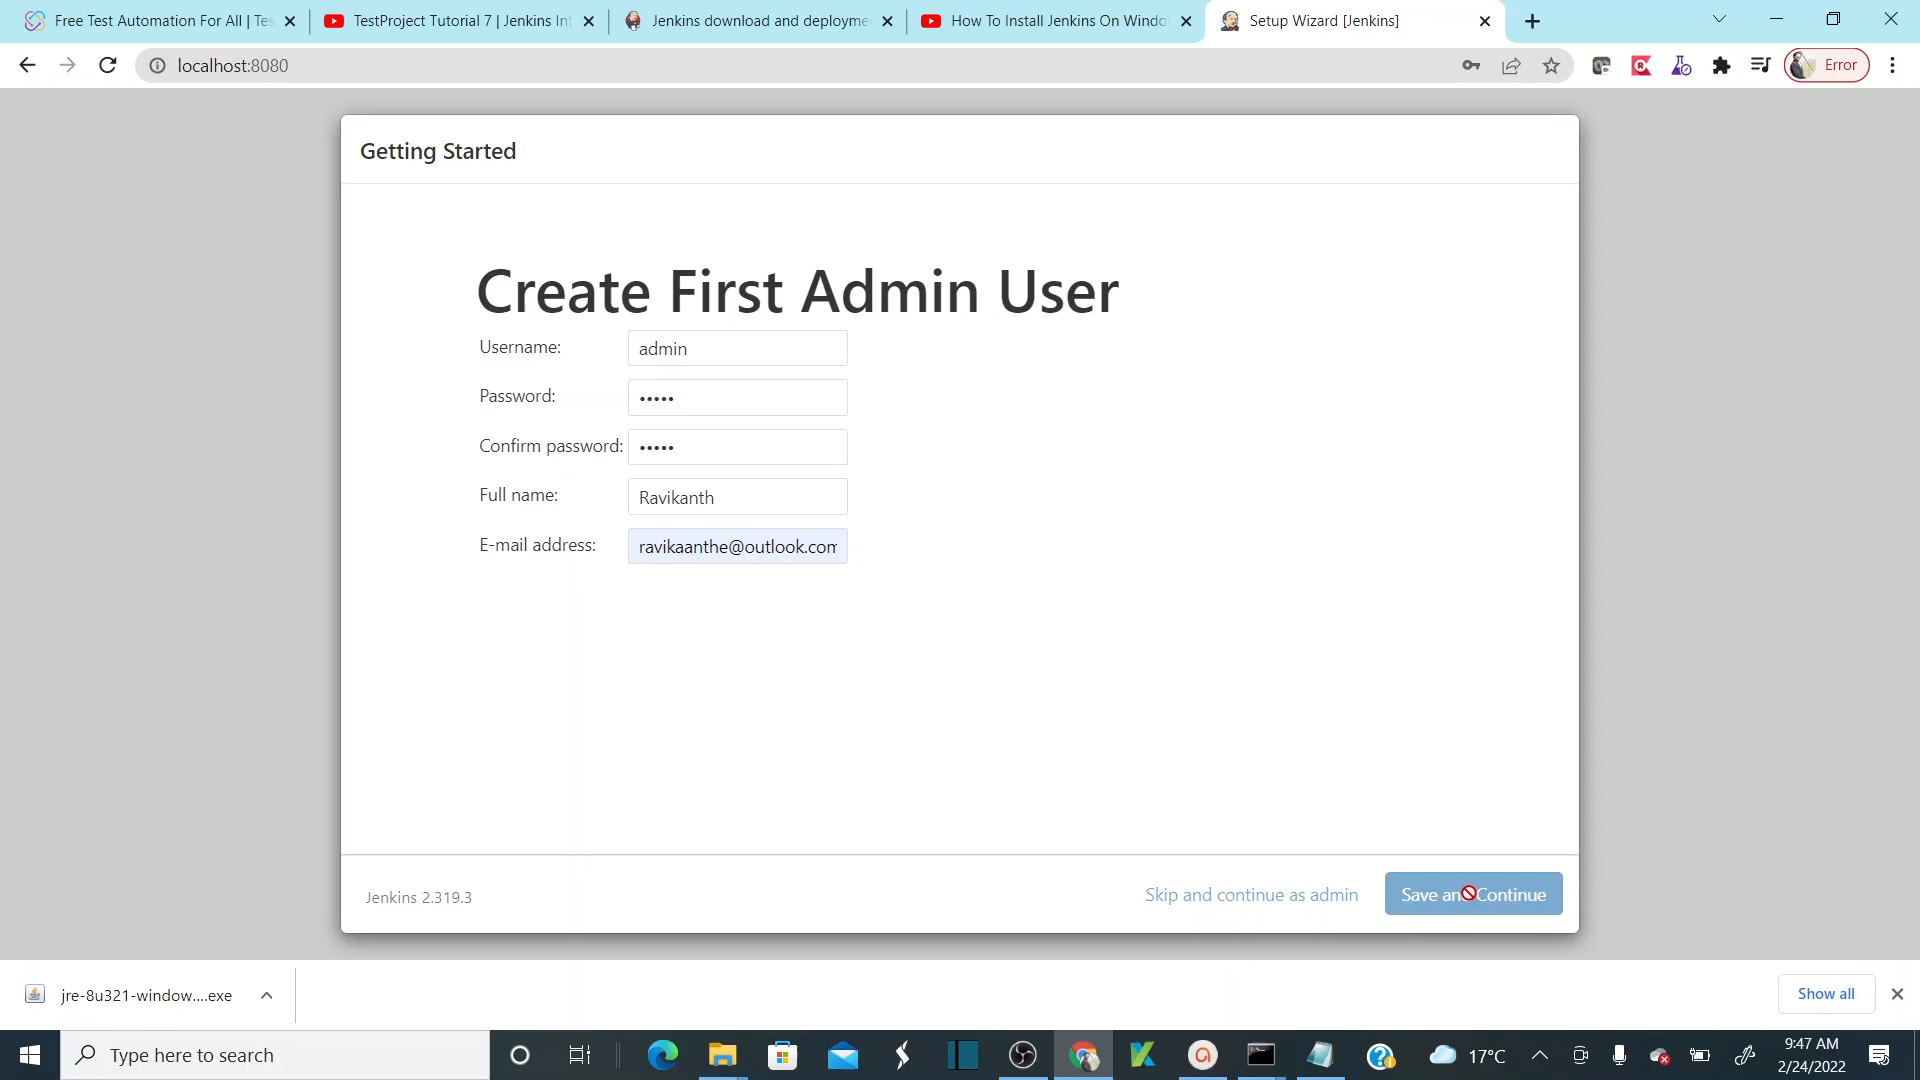 Free Test Automation For All | Tes
TestProject Tutorial 7 | Jenkins Int
Jenkins download and deployme
How To Install Jenkins On Windo
Setup Wizard [Jenkins]
localhost:8080
Error
Getting Started
Create First Admin User
Username:
admin
Password:
•••••
Confirm password:
•••••
Full name:
Ravikanth
E-mail address:
ravikaanthe@outlook.com
Jenkins 2.319.3
Skip and continue as admin
Save and Continue
jre-8u321-window....exe
Show all
Type here to search
17°C
9:47 AM
2/24/2022